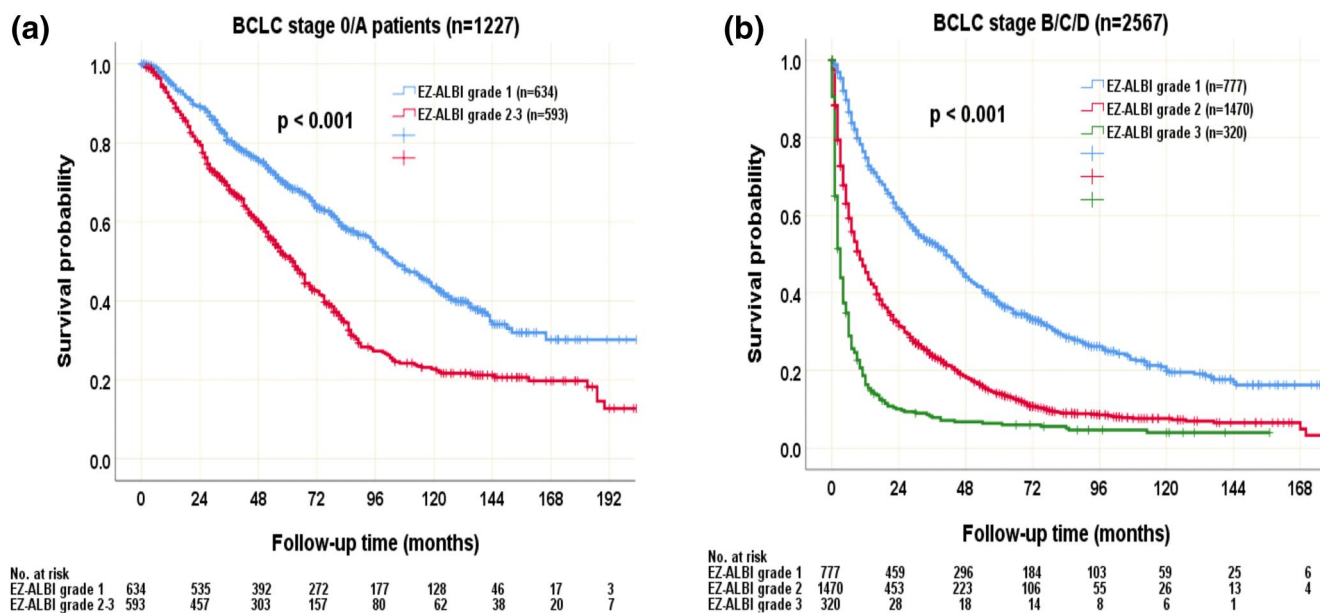 (a)
BCLC stage 0/A patients (n=1227)
1.0
0.8
0.6
0.4
0.2
0.0
Survival probability
EZ-ALBI grade 1 (n=634)
EZ-ALBI grade 2-3 (n=593)
p < 0.001
0 24 48 72 96 120 144 168 192
Follow-up time (months)
No. at risk
EZ-ALBI grade 1 634 535 392 272 177 128 46 17 3
EZ-ALBI grade 2-3 593 457 303 157 80 62 38 20 7
(b)
BCLC stage B/C/D (n=2567)
1.0
0.8
0.6
0.4
0.2
0.0
Survival probability
EZ-ALBI grade 1 (n=777)
EZ-ALBI grade 2 (n=1470)
EZ-ALBI grade 3 (n=320)
p < 0.001
0 24 48 72 96 120 144 168
Follow-up time (months)
No. at risk
EZ-ALBI grade 1 777 459 296 184 103 59 25 6
EZ-ALBI grade 2 1470 453 223 106 55 26 13 4
EZ-ALBI grade 3 320 28 18 14 8 6 1